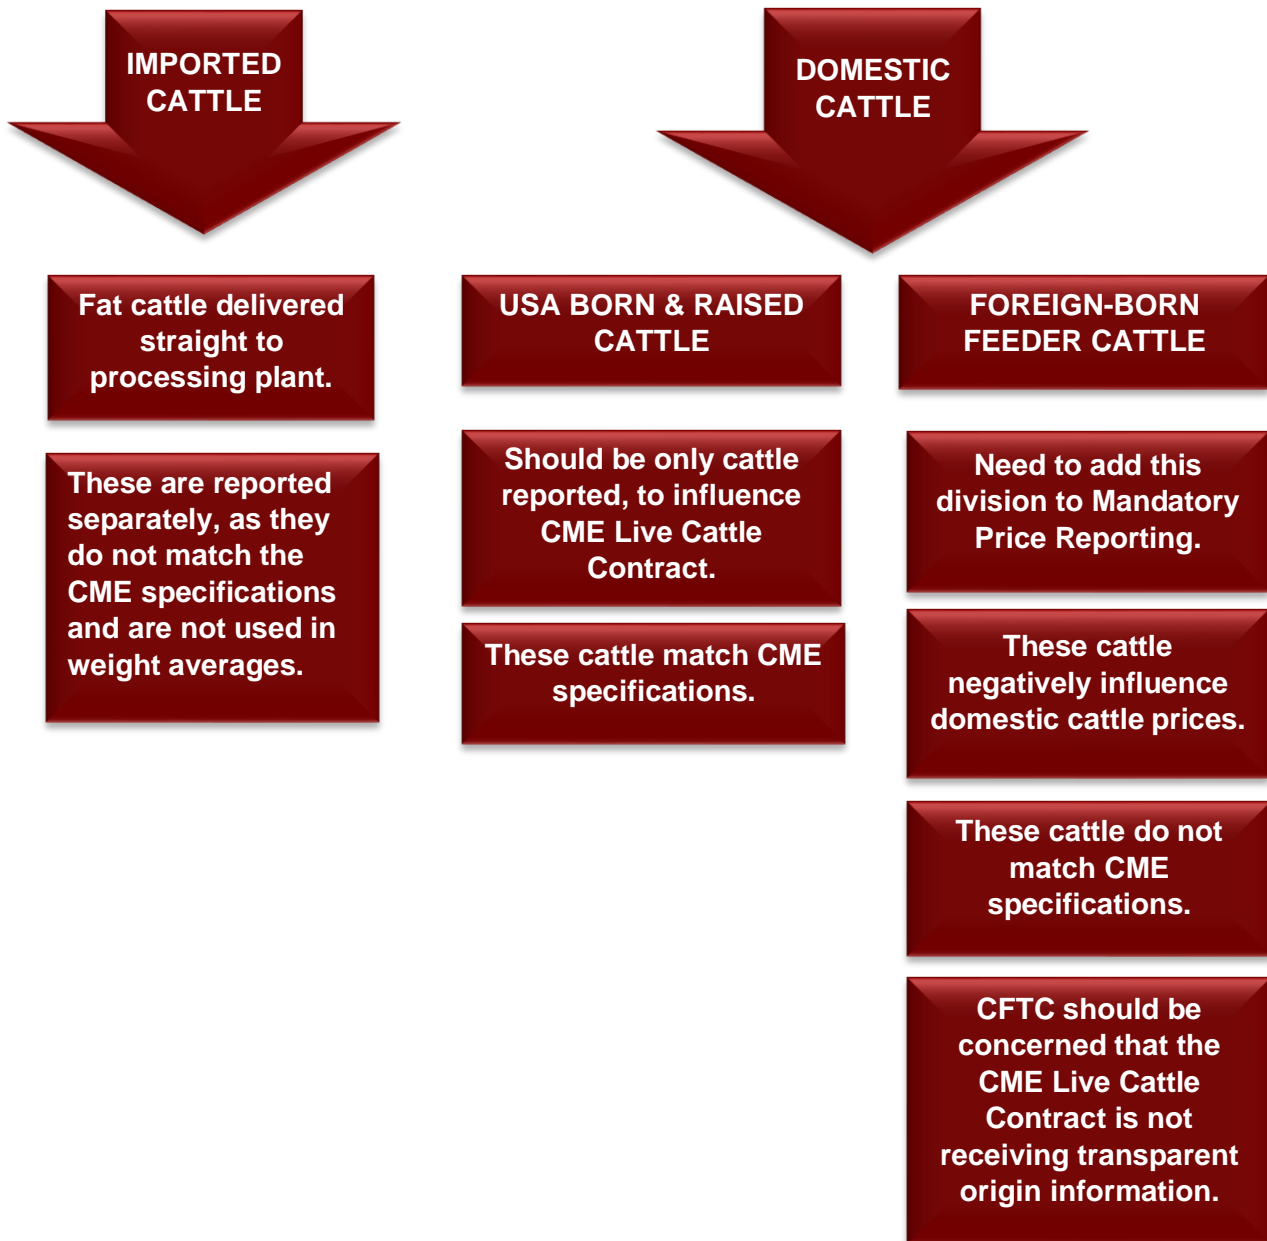 IMPORTED
CATTLE
DOMESTIC
CATTLE
Fat cattle delivered
straight to
processing plant.
These are reported
separately, as they
do not match the
CME specifications
and are not used in
weight averages.
USA BORN & RAISED
CATTLE
Should be only cattle
reported, to influence
CME Live Cattle
Contract.
These cattle match CME
specifications.
FOREIGN-BORN
FEEDER CATTLE
Need to add this
division to Mandatory
Price Reporting.
These cattle
negatively influence
domestic cattle prices.
These cattle do not
match CME
specifications.
CFTC should be
concerned that the
CME Live Cattle
Contract is not
receiving transparent
origin information.